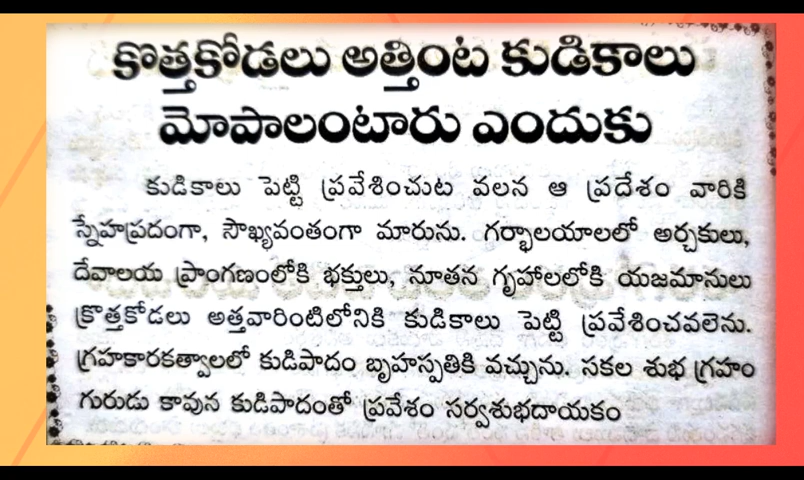 కొత్తకోడలు అత్తింట కుడికాలు
మోపాలంటారు ఎందుకు
కుడికాలు పెట్టి ప్రవేశించుట వలన ఆ ప్రదేశం వారికి
స్నేహప్రదంగా, సౌఖ్యవంతంగా మారును. గర్భాలయాలలో అర్చకులు,
దేవాలయ ప్రాంగణంలోకి భక్తులు, నూతన గృహాలలోకి యజమానులు
క్రొత్తకోడలు అత్తవారింటిలోనికి కుడికాలు పెట్టి ప్రవేశించవలెను.
గ్రహకారకత్వాలలో కుడిపాదం బృహస్పతికి వచ్చును. సకల శుభ గ్రహం
గురుడు కావున కుడిపాదంతో ప్రవేశం సర్వశుభదాయకం